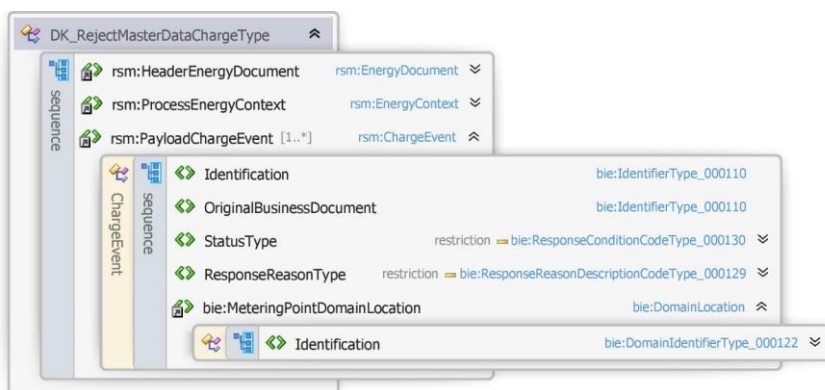 DK_RejectMasterDataChargeType
rsm:HeaderEnergyDocument rsm:EnergyDocument
sequence
rsm:ProcessEnergyContext rsm:EnergyContext
rsm:PayloadChargeEvent [1..*] rsm:ChargeEvent
ChargeEvent
sequence
Identification bie:IdentifierType_000110
OriginalBusinessDocument bie:IdentifierType_000110
StatusType restriction bie:ResponseConditionCodeType_000130
ResponseReasonType restriction bie:ResponseReasonDescriptionCodeType_000129
bie:MeteringPointDomainLocation bie:DomainLocation
Identification bie:DomainIdentifierType_000122